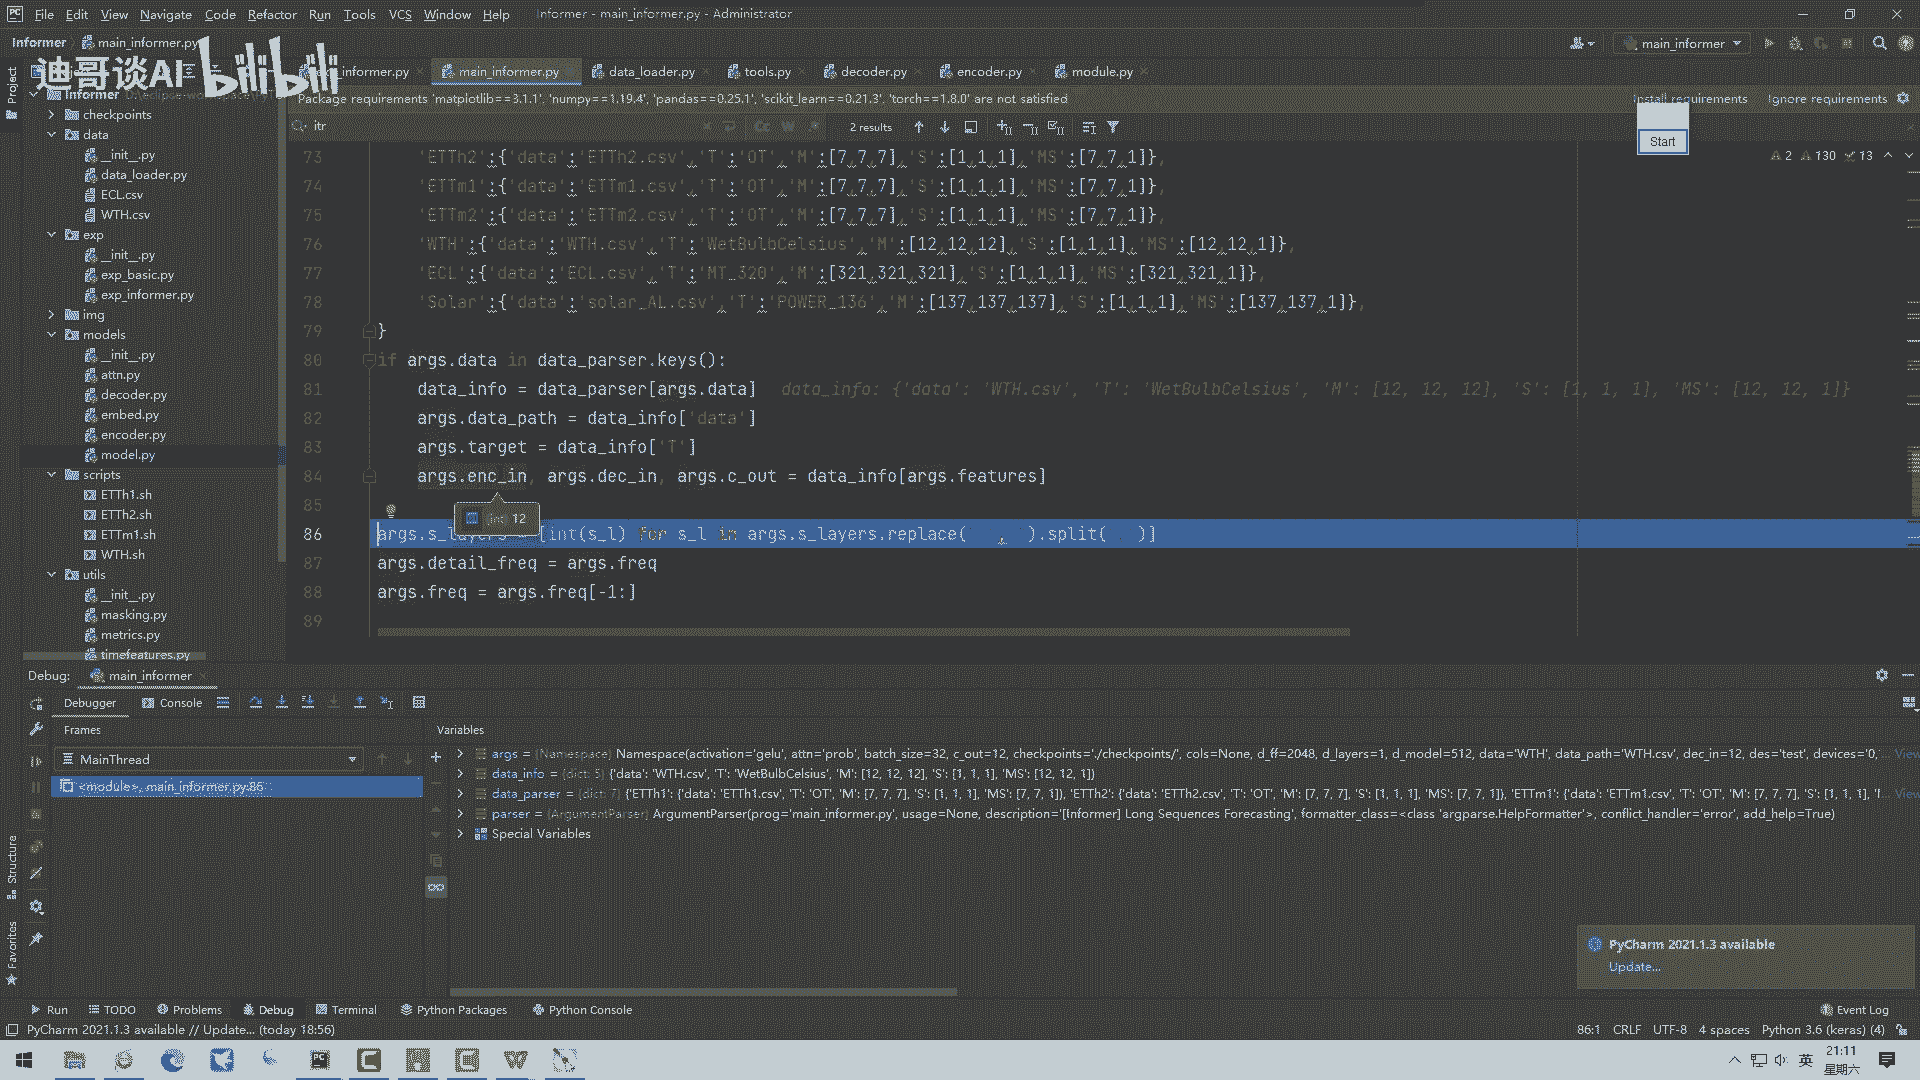 File Edit View Navigate Code Refactor Run Tools VCS Window Help Informer - main_informer.py - Administrator
Informer main_informer.py main_informer
迪哥谈AI bilibili
informer.py main_informer.py data_loader.py tools.py decoder.py encoder.py module.py
Project
Informer
Package requirements 'matplotlib==3.1.1', 'numpy==1.19.4', 'pandas==0.25.1', 'scikit_learn==0.21.3', 'torch==1.8.0' are not satisfied Install requirements Ignore requirements
itr 2 results
Start
2 130 13
checkpoints
data
__init__.py
data_loader.py
ECL.csv
WTH.csv
exp
__init__.py
exp_basic.py
exp_informer.py
img
models
__init__.py
attn.py
decoder.py
embed.py
encoder.py
model.py
scripts
ETTh1.sh
ETTh2.sh
ETTm1.sh
WTH.sh
utils
__init__.py
masking.py
metrics.py
timefeatures.py
73 'ETTh2':{'data':'ETTh2.csv','T':'OT','M':[7,7,7],'S':[1,1,1],'MS':[7,7,1]},
74 'ETTm1':{'data':'ETTm1.csv','T':'OT','M':[7,7,7],'S':[1,1,1],'MS':[7,7,1]},
75 'ETTm2':{'data':'ETTm2.csv','T':'OT','M':[7,7,7],'S':[1,1,1],'MS':[7,7,1]},
76 'WTH':{'data':'WTH.csv','T':'WetBulbCelsius','M':[12,12,12],'S':[1,1,1],'MS':[12,12,1]},
77 'ECL':{'data':'ECL.csv','T':'MT_320','M':[321,321,321],'S':[1,1,1],'MS':[321,321,1]},
78 'Solar':{'data':'solar_AL.csv','T':'POWER_136','M':[137,137,137],'S':[1,1,1],'MS':[137,137,1]},
79 }
80 if args.data in data_parser.keys():
81 data_info = data_parser[args.data] data_info: {'data': 'WTH.csv', 'T': 'WetBulbCelsius', 'M': [12, 12, 12], 'S': [1, 1, 1], 'MS': [12, 12, 1]}
82 args.data_path = data_info['data']
83 args.target = data_info['T']
84 args.enc_in, args.dec_in, args.c_out = data_info[args.features]
85
int 12
86 args.s_layers = [int(s_l) for s_l in args.s_layers.replace( , ).split( )]
87 args.detail_freq = args.freq
88 args.freq = args.freq[-1:]
89
Debug: main_informer
Debugger Console
Frames Variables
MainThread
<module>, main_informer.py:86
args = {Namespace} Namespace(activation='gelu', attn='prob', batch_size=32, c_out=12, checkpoints='./checkpoints/', cols=None, d_ff=2048, d_layers=1, d_model=512, data='WTH', data_path='WTH.csv', dec_in=12, des='test', devices='0, ... View
data_info = {dict: 5} {'data': 'WTH.csv', 'T': 'WetBulbCelsius', 'M': [12, 12, 12], 'S': [1, 1, 1], 'MS': [12, 12, 1]}
data_parser = {dict: 7} {'ETTh1': {'data': 'ETTh1.csv', 'T': 'OT', 'M': [7, 7, 7], 'S': [1, 1, 1], 'MS': [7, 7, 1]}, 'ETTh2': {'data': 'ETTh2.csv', 'T': 'OT', 'M': [7, 7, 7], 'S': [1, 1, 1], 'MS': [7, 7, 1]}, 'ETTm1': {'data': 'ETTm1.csv', 'T': 'OT', 'M': [7, 7, 7], 'S': [1, 1, 1], ... View
parser = {ArgumentParser} ArgumentParser(prog='main_informer.py', usage=None, description='[Informer] Long Sequences Forecasting', formatter_class=<class 'argparse.HelpFormatter'>, conflict_handler='error', add_help=True)
Special Variables
Structure
Favorites
PyCharm 2021.1.3 available
Update...
Run TODO Problems Debug Terminal Python Packages Python Console Event Log
PyCharm 2021.1.3 available // Update... (today 18:56) 86:1 CRLF UTF-8 4 spaces Python 3.6 (keras) (4)
英 21:11
星期六